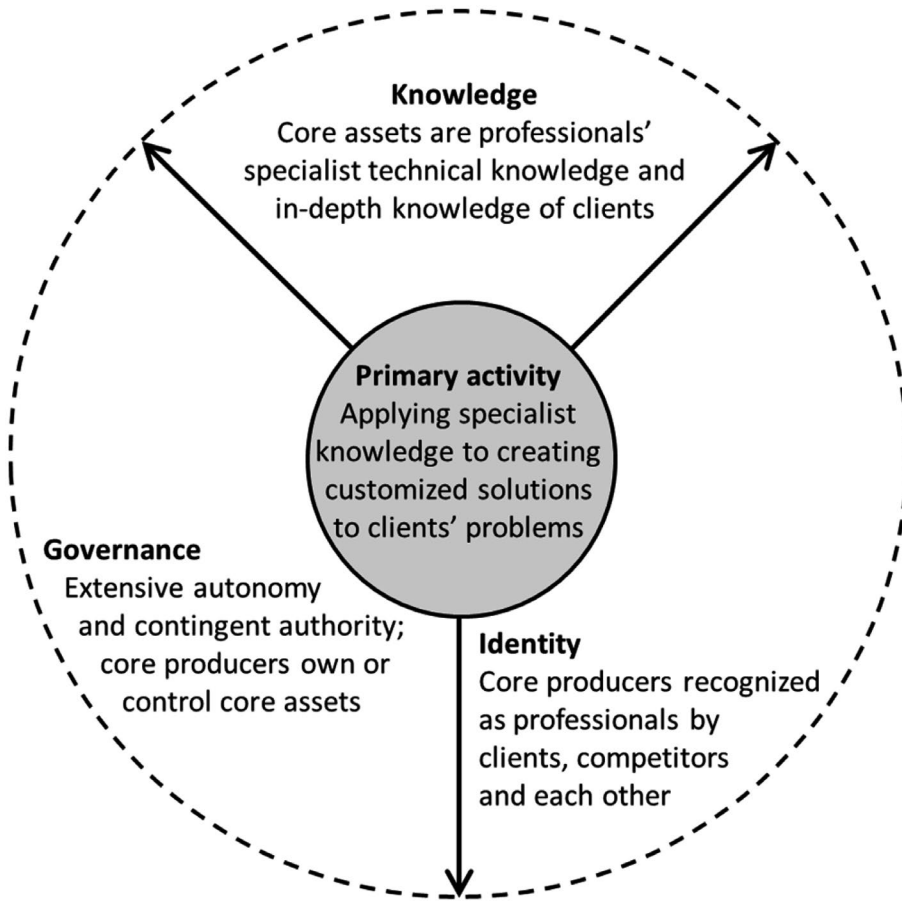 Knowledge
Core assets are professionals’
specialist technical knowledge and
in-depth knowledge of clients
Primary activity
Applying specialist
knowledge to creating
customized solutions
to clients’ problems
Governance
Extensive autonomy
and contingent authority;
core producers own or
control core assets
Identity
Core producers recognized
as professionals by
clients, competitors
and each other